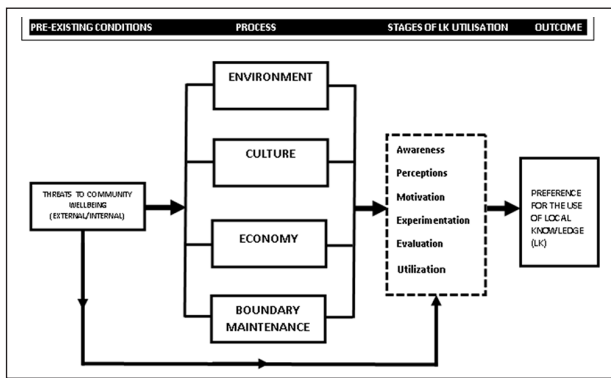 PRE-EXISTING CONDITIONS PROCESS STAGES OF LK UTILISATION OUTCOME
ENVIRONMENT
CULTURE
ECONOMY
BOUNDARY
MAINTENANCE
THREATS TO COMMUNITY
WELLBEING
(EXTERNAL/INTERNAL)
Awareness
Perceptions
Motivation
Experimentation
Evaluation
Utilization
PREFERENCE
FOR THE USE
OF LOCAL
KNOWLEDGE
(LK)